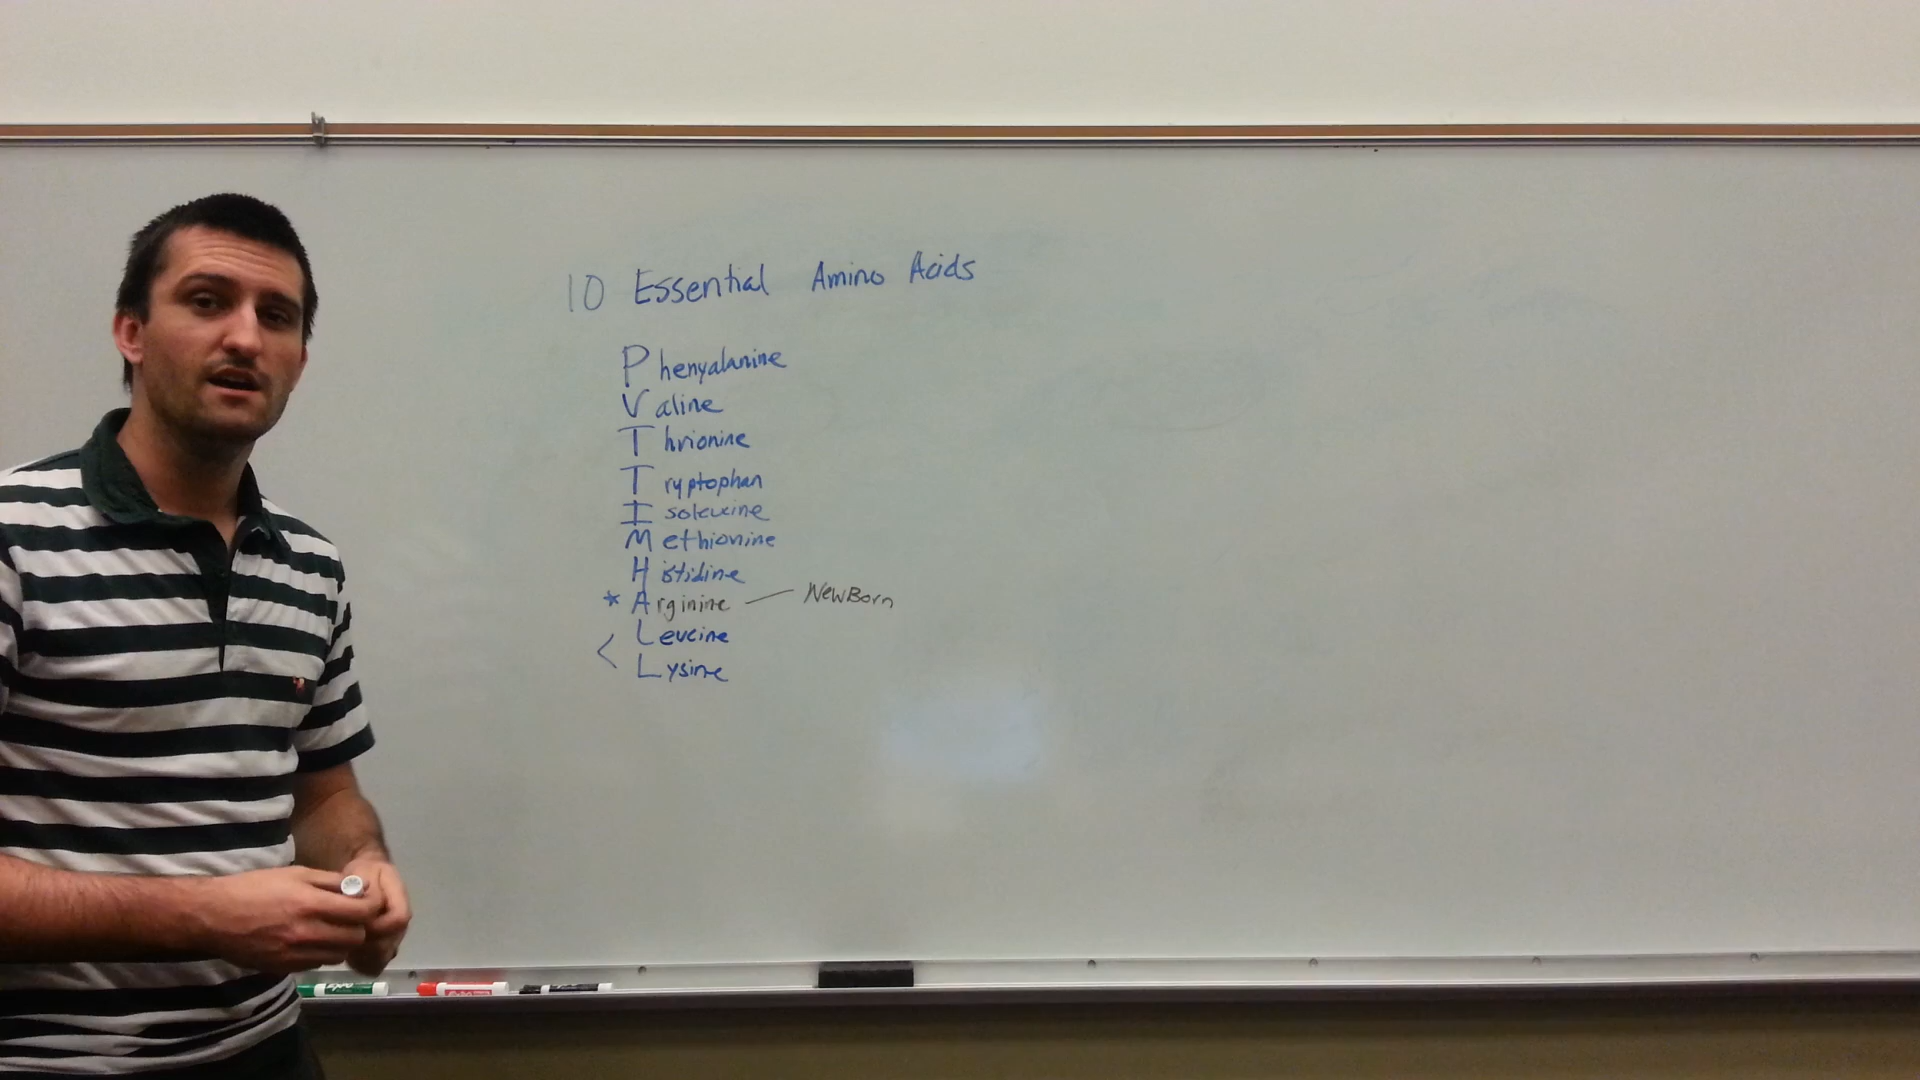 10 Essential Amino Acids
Phenyalanine
Valine
Thrionine
Tryptophan
Isoleucine
Methionine
Histidine
* Arginine — NewBorn
< Leucine
Lysine